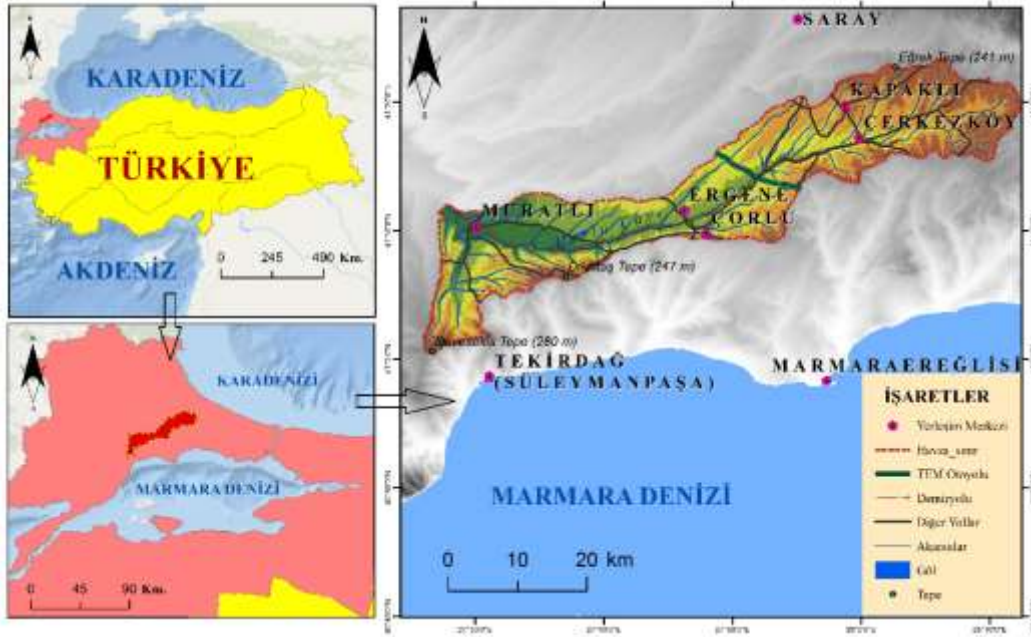 KARADENİZ
TÜRKİYE
AKDENİZ
0 245 490 Km.
KARADENİZİ
MARMARA DENİZİ
0 45 90 Km.
SARAY
Tepe (241 m)
KAPAKLI
ÇERKEZKÖY
ERGENE
ÇORLU
MURATLI
Tepe (247 m)
Tepe (280 m)
TEKİRDAĞ
(SÜLEYMANPAŞA)
MARMARAEREĞLİSİ
MARMARA DENİZİ
0 10 20 km
İŞARETLER
Yerleşim Merkezi
Havza_sınır
TEM Otoyolu
Demiryolu
Diğer Yollar
Akarsular
Göl
Tepe